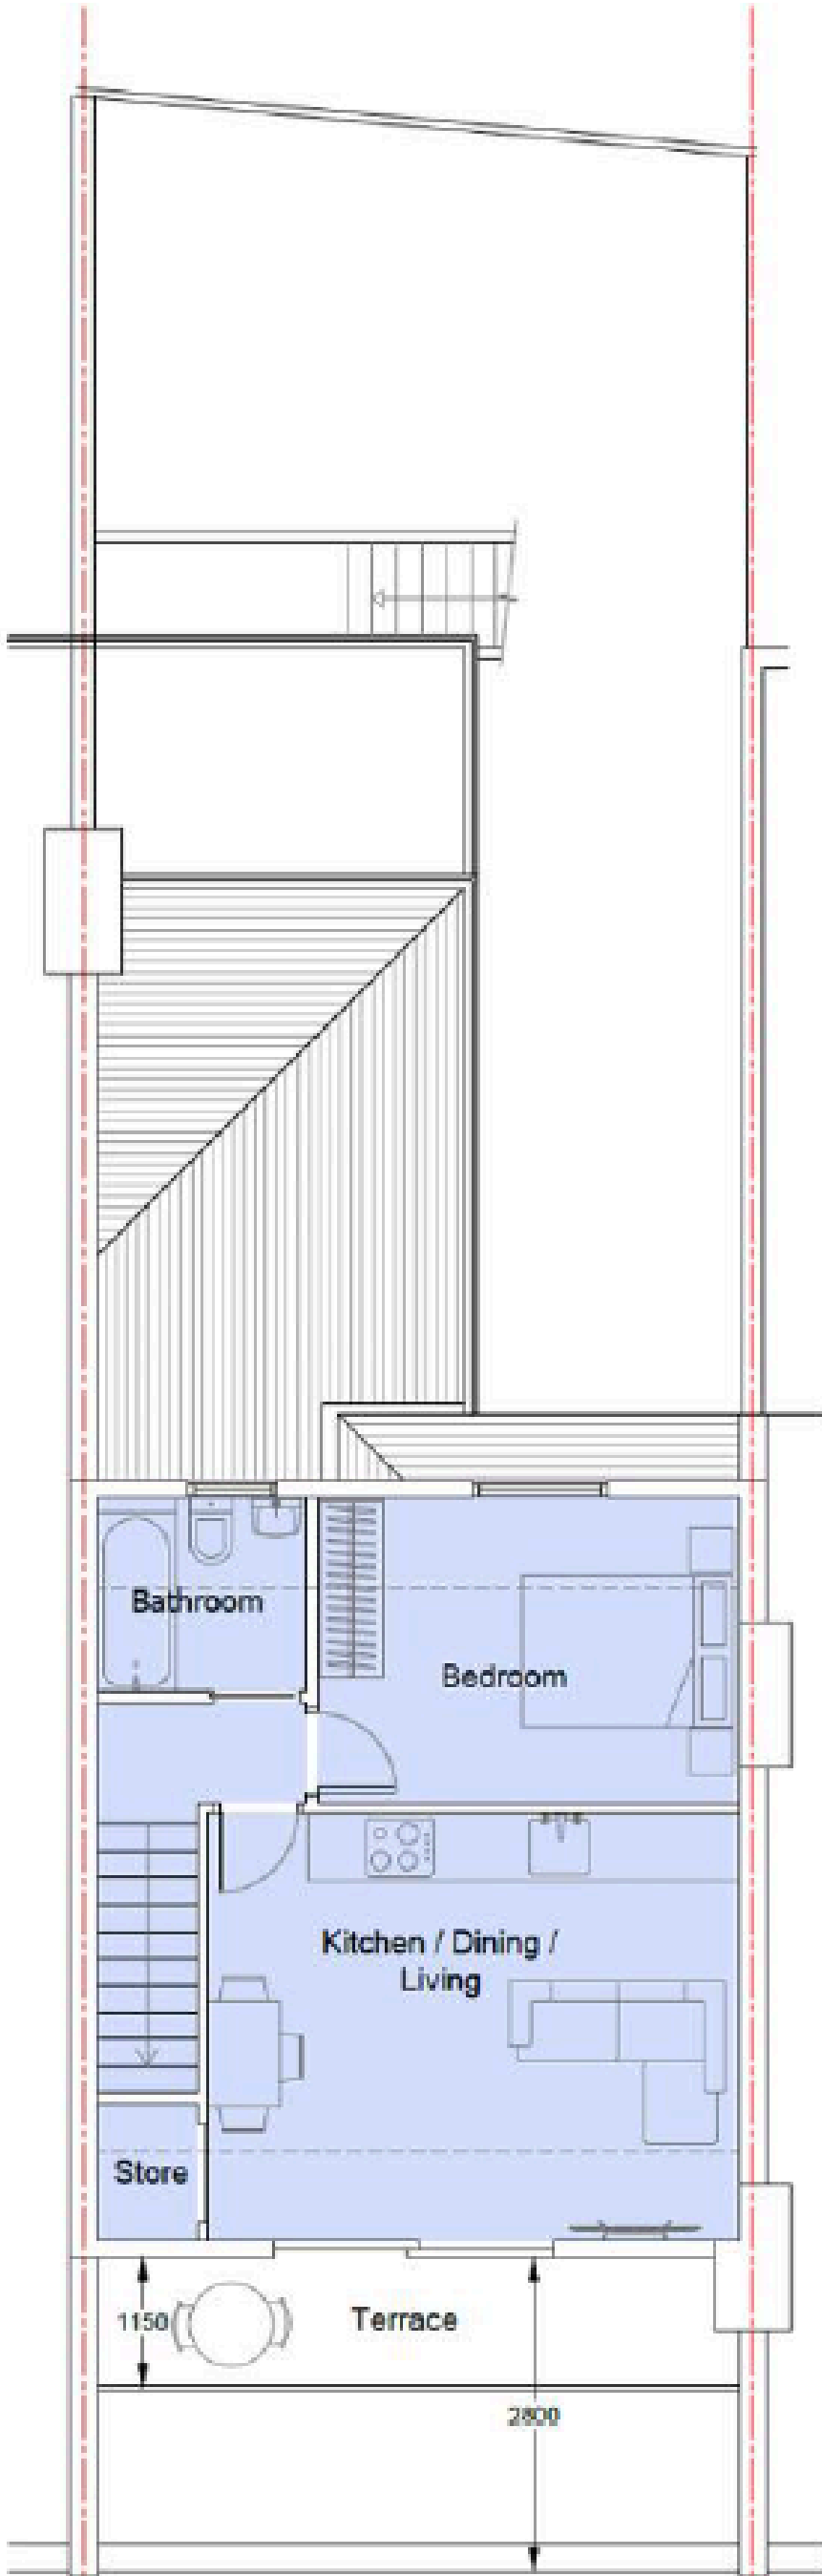 Bathroom
Bedroom
Kitchen / Dining /
Living
Store
1150
Terrace
2800